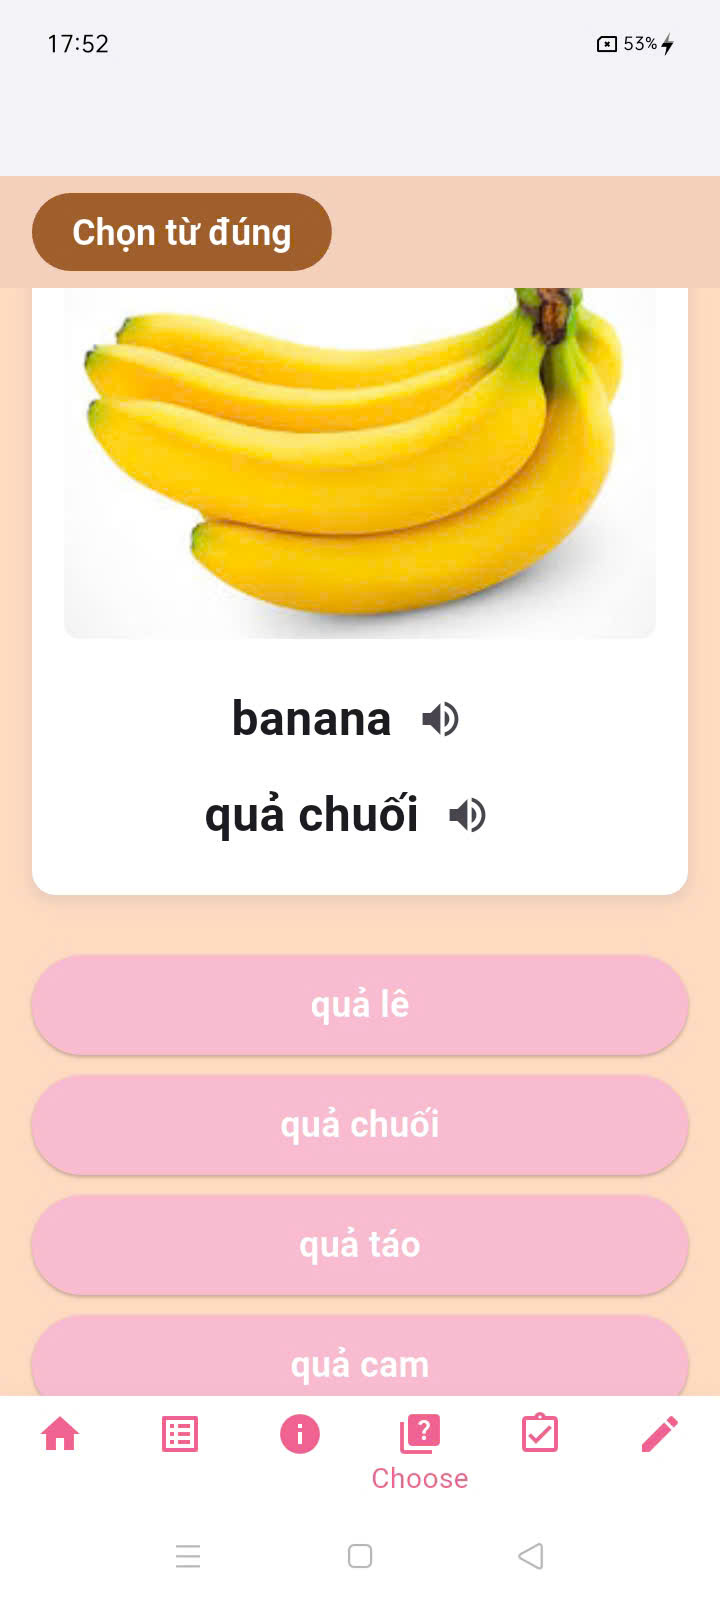 17:52
53%
Chọn từ đúng
banana
quả chuối
quả lê
quả chuối
quả táo
quả cam
Choose